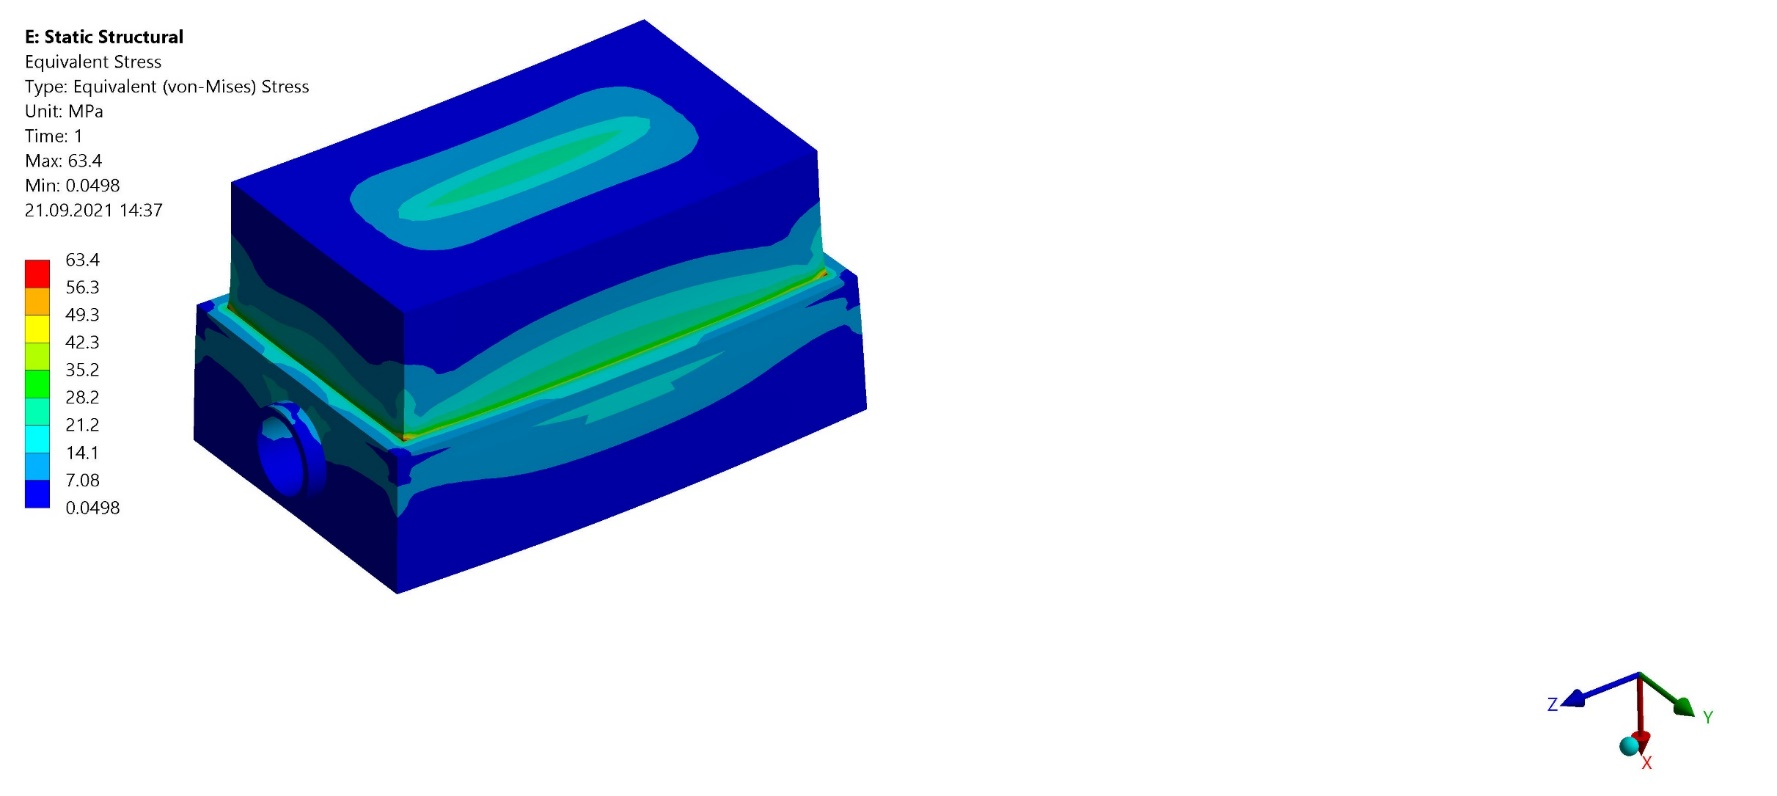 E: Static Structural
Equivalent Stress
Type: Equivalent (von-Mises) Stress
Unit: MPa
Time: 1
Max: 63.4
Min: 0.0498
21.09.2021 14:37
63.4
56.3
49.3
42.3
35.2
28.2
21.2
14.1
7.08
0.0498
Z
Y
X